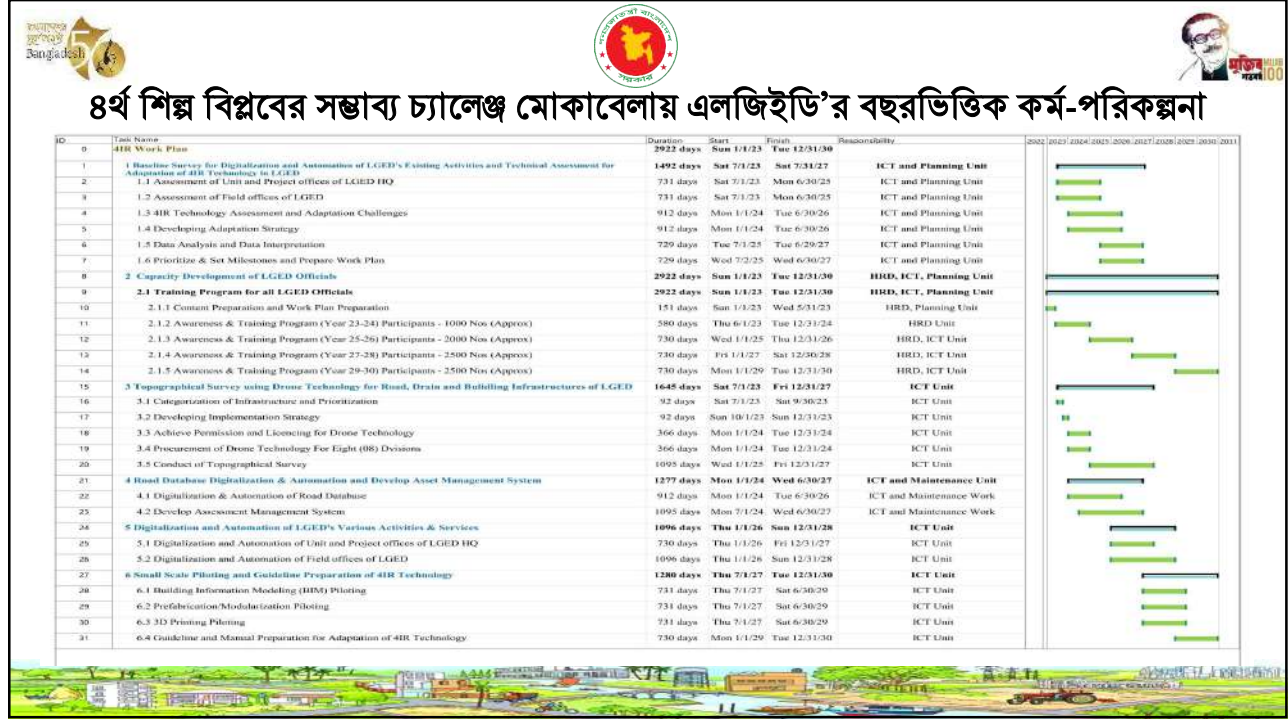 Bangladesh 50
গণপ্রজাতন্ত্রী বাংলাদেশ
সরকার
মুজিব
শতবর্ষ 100
৪র্থ শিল্প বিপ্লবের সম্ভাব্য চ্যালেঞ্জ মোকাবেলায় এলজিইডি’র বছরভিত্তিক কর্ম-পরিকল্পনা
ID Task Name Duration Start Finish Responsibility 2022 2023 2024 2025 2026 2027 2028 2029 2030 2031
0 4IR Work Plan 2922 days Sun 1/1/23 Tue 12/31/30
1 1 Baseline Survey for Digitalization and Automation of LGED's Existing Activities and Technical Assessment for 1492 days Sat 7/1/23 Sat 7/31/27 ICT and Planning Unit
Adaptation of 4IR Technology in LGED
2 1.1 Assessment of Unit and Project offices of LGED HQ 731 days Sat 7/1/23 Mon 6/30/25 ICT and Planning Unit
3 1.2 Assessment of Field offices of LGED 731 days Sat 7/1/23 Mon 6/30/25 ICT and Planning Unit
4 1.3 4IR Technology Assessment and Adaptation Challenges 912 days Mon 1/1/24 Tue 6/30/26 ICT and Planning Unit
5 1.4 Developing Adaptation Strategy 912 days Mon 1/1/24 Tue 6/30/26 ICT and Planning Unit
6 1.5 Data Analysis and Data Interpretation 729 days Tue 7/1/25 Tue 6/29/27 ICT and Planning Unit
7 1.6 Prioritize & Set Milestones and Prepare Work Plan 729 days Wed 7/2/25 Wed 6/30/27 ICT and Planning Unit
8 2 Capacity Development of LGED Officials 2922 days Sun 1/1/23 Tue 12/31/30 HRD, ICT, Planning Unit
9 2.1 Training Program for all LGED Officials 2922 days Sun 1/1/23 Tue 12/31/30 HRD, ICT, Planning Unit
10 2.1.1 Content Preparation and Work Plan Preparation 151 days Sun 1/1/23 Wed 5/31/23 HRD, Planning Unit
11 2.1.2 Awareness & Training Program (Year 23-24) Participants - 1000 Nos (Approx) 580 days Thu 6/1/23 Tue 12/31/24 HRD Unit
12 2.1.3 Awareness & Training Program (Year 25-26) Participants - 2000 Nos (Approx) 730 days Wed 1/1/25 Thu 12/31/26 HRD, ICT Unit
13 2.1.4 Awareness & Training Program (Year 27-28) Participants - 2500 Nos (Approx) 730 days Fri 1/1/27 Sat 12/30/28 HRD, ICT Unit
14 2.1.5 Awareness & Training Program (Year 29-30) Participants - 2500 Nos (Approx) 730 days Mon 1/1/29 Tue 12/31/30 HRD, ICT Unit
15 3 Topographical Survey using Drone Technology for Road, Drain and Buildling Infrastructures of LGED 1645 days Sat 7/1/23 Fri 12/31/27 ICT Unit
16 3.1 Categorization of Infrastructure and Prioritization 92 days Sat 7/1/23 Sat 9/30/23 ICT Unit
17 3.2 Developing Implementation Strategy 92 days Sun 10/1/23 Sun 12/31/23 ICT Unit
18 3.3 Achieve Permission and Licencing for Drone Technology 366 days Mon 1/1/24 Tue 12/31/24 ICT Unit
19 3.4 Procurement of Drone Technology For Eight (08) Dvisions 366 days Mon 1/1/24 Tue 12/31/24 ICT Unit
20 3.5 Conduct of Topographical Survey 1095 days Wed 1/1/25 Fri 12/31/27 ICT Unit
21 4 Road Database Digitalization & Automation and Develop Asset Management System 1277 days Mon 1/1/24 Wed 6/30/27 ICT and Maintenance Unit
22 4.1 Digitalization & Automation of Road Database 912 days Mon 1/1/24 Tue 6/30/26 ICT and Maintenance Work
23 4.2 Develop Assessment Management System 1095 days Mon 7/1/24 Wed 6/30/27 ICT and Maintenance Work
24 5 Digitalization and Automation of LGED's Various Activities & Services 1096 days Thu 1/1/26 Sun 12/31/28 ICT Unit
25 5.1 Digitalization and Automation of Unit and Project offices of LGED HQ 730 days Thu 1/1/26 Fri 12/31/27 ICT Unit
26 5.2 Digitalization and Automation of Field offices of LGED 1096 days Thu 1/1/26 Sun 12/31/28 ICT Unit
27 6 Small Scale Piloting and Guideline Preparation of 4IR Technology 1280 days Thu 7/1/27 Tue 12/31/30 ICT Unit
28 6.1 Building Information Modeling (BIM) Piloting 731 days Thu 7/1/27 Sat 6/30/29 ICT Unit
29 6.2 Prefabrication/Modularization Piloting 731 days Thu 7/1/27 Sat 6/30/29 ICT Unit
30 6.3 3D Printing Piloting 731 days Thu 7/1/27 Sat 6/30/29 ICT Unit
31 6.4 Guideline and Manual Preparation for Adaptation of 4IR Technology 730 days Mon 1/1/29 Tue 12/31/30 ICT Unit